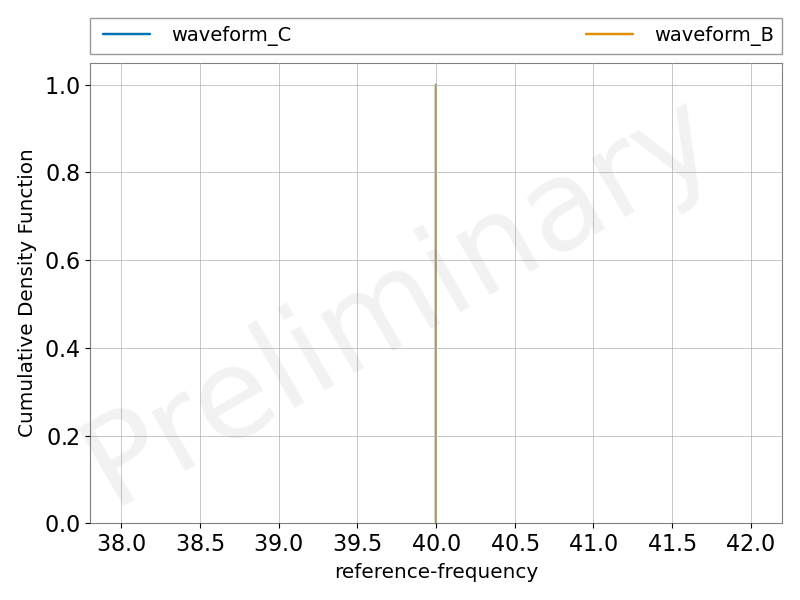 waveform_C waveform_B
1.0
0.8
0.6
0.4
0.2
0.0
Cumulative Density Function
Preliminary
38.0 38.5 39.0 39.5 40.0 40.5 41.0 41.5 42.0
reference-frequency